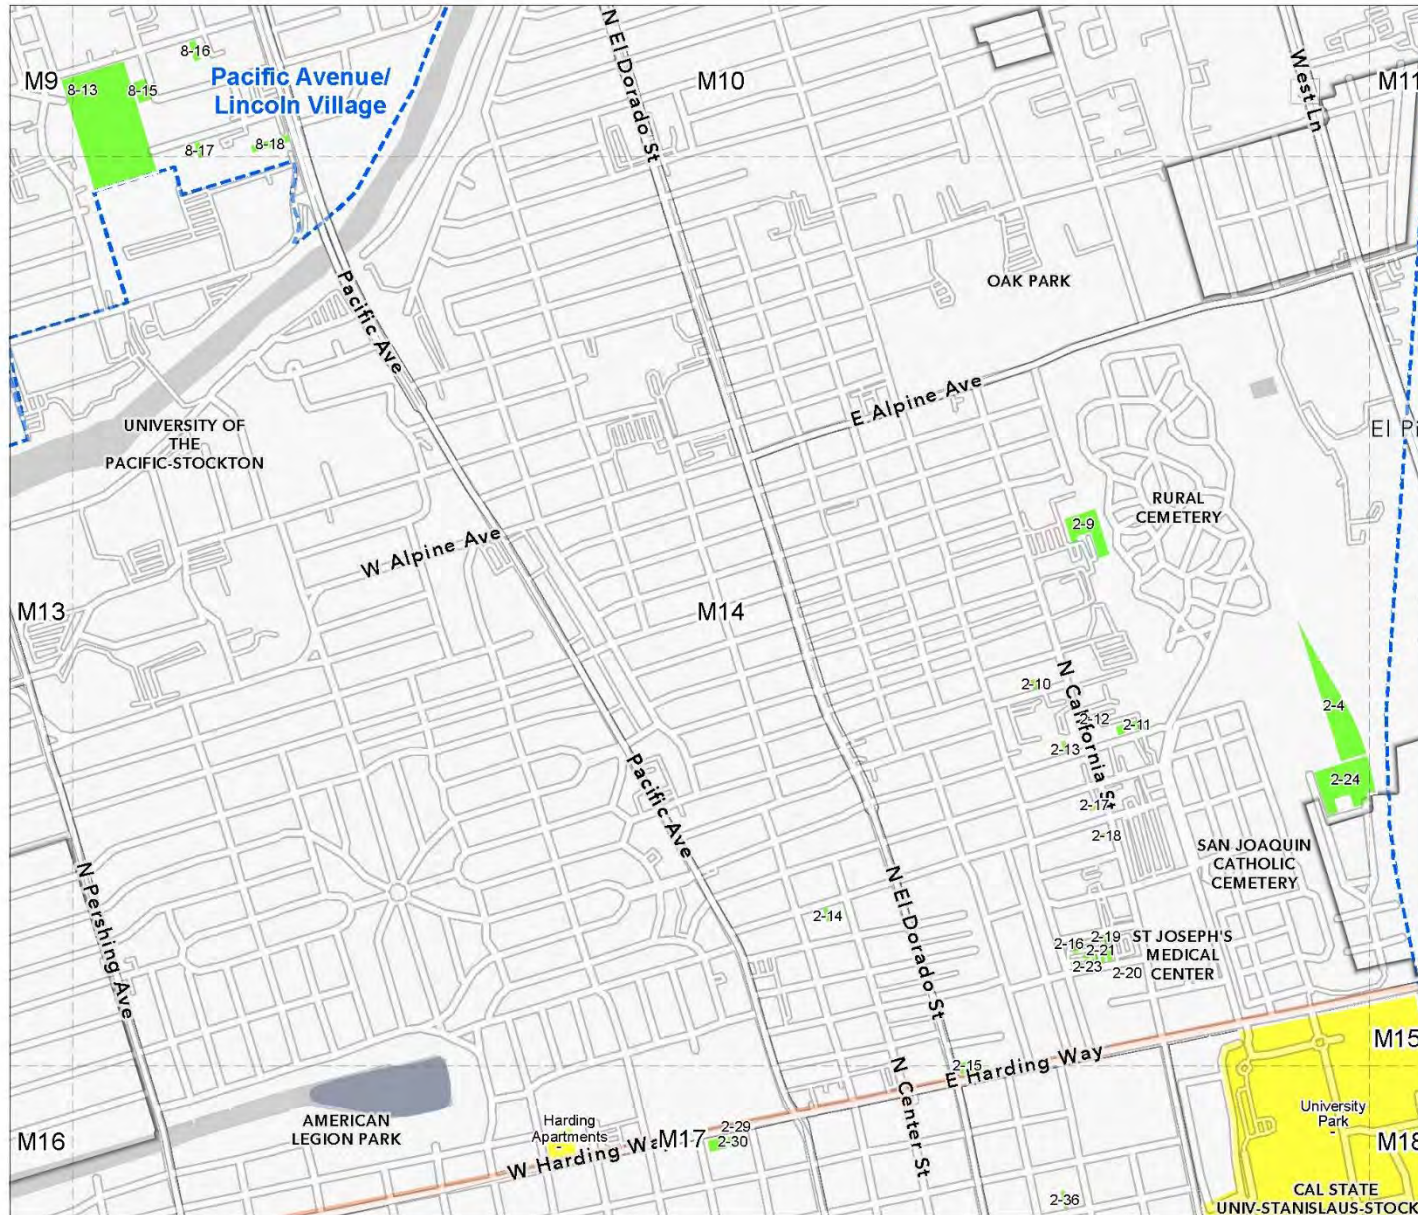 8-16
M9
8-13
8-15
Pacific Avenue/
Lincoln Village
N El Dorado St
M10
West Ln
M11
8-17
8-18
Pacific Ave
OAK PARK
E Alpine Ave
UNIVERSITY OF
THE
PACIFIC-STOCKTON
El Pi
RURAL
CEMETERY
2-9
W Alpine Ave
M13
M14
2-10
N California St
2-12
2-11
2-13
2-4
2-24
Pacific Ave
2-17
2-18
SAN JOAQUIN
CATHOLIC
CEMETERY
N Pershing Ave
N El Dorado St
2-14
2-19
2-16
2-21
2-23
2-20
ST JOSEPH'S
MEDICAL
CENTER
2-15
E Harding Way
N Center St
M15
M16
AMERICAN
LEGION PARK
Harding
Apartments
W Harding Way
M17
2-29
2-30
University
Park
M18
2-36
CAL STATE
UNIV-STANISLAUS-STOCK